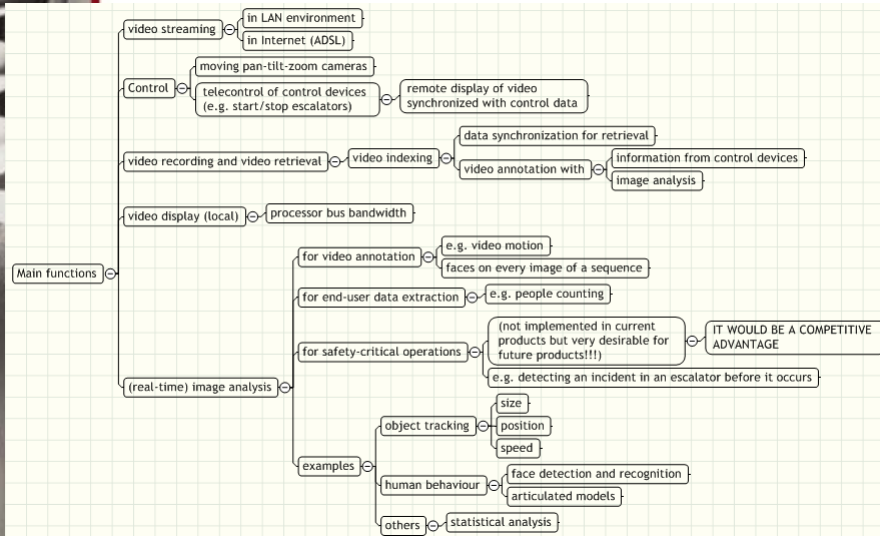 Main functions
video streaming
in LAN environment
in Internet (ADSL)
Control
moving pan-tilt-zoom cameras
telecontrol of control devices
(e.g. start/stop escalators)
remote display of video
synchronized with control data
video recording and video retrieval
video indexing
data synchronization for retrieval
video annotation with
information from control devices
image analysis
video display (local)
processor bus bandwidth
(real-time) image analysis
for video annotation
e.g. video motion
faces on every image of a sequence
for end-user data extraction
e.g. people counting
for safety-critical operations
(not implemented in current
products but very desirable for
future products!!!)
IT WOULD BE A COMPETITIVE
ADVANTAGE
e.g. detecting an incident in an escalator before it occurs
examples
object tracking
size
position
speed
human behaviour
face detection and recognition
articulated models
others
statistical analysis